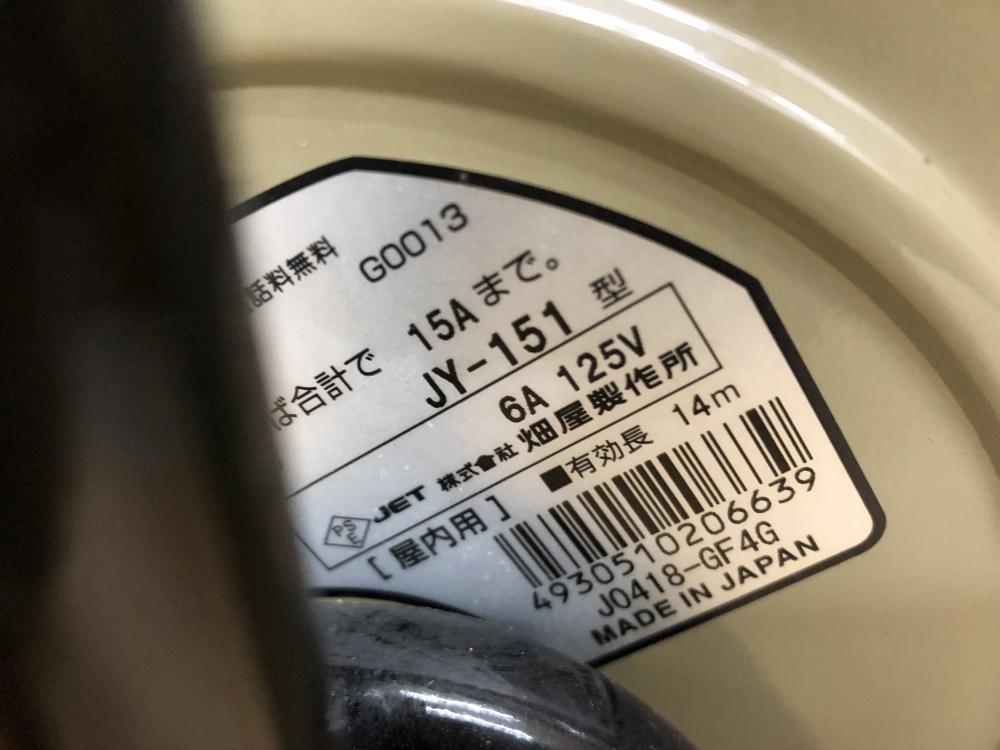 話料無料 G0013
ば合計で 15Aまで。
JY-151 型
6A 125V
PSE JET 株式会社 畑屋製作所
[屋内用] ■有効長 14m
4930510206639
J0418-GF4G
MADE IN JAPAN